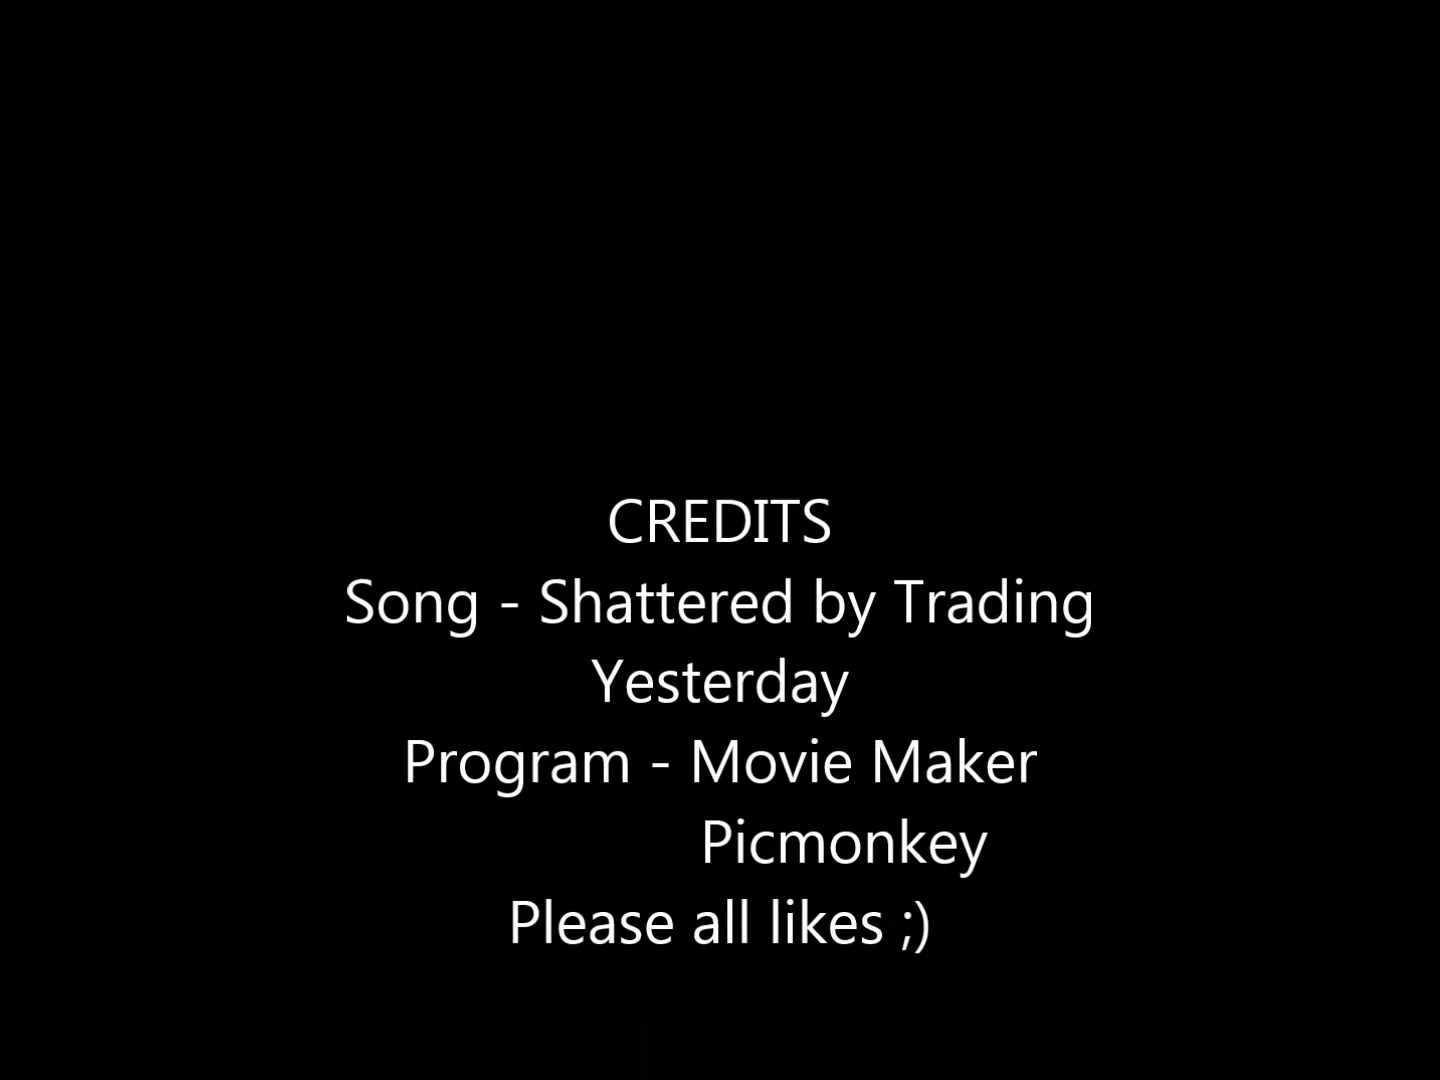 CREDITS
Song - Shattered by Trading
Yesterday
Program - Movie Maker
Picmonkey
Please all likes ;)